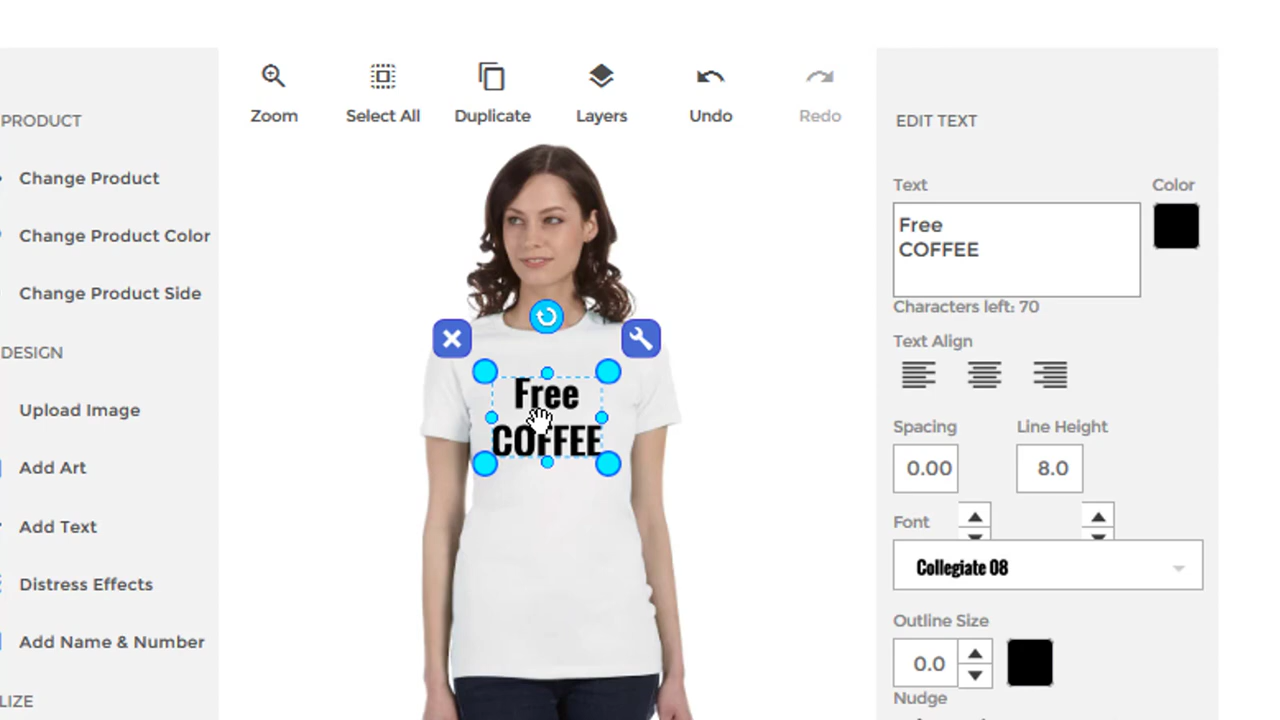 Zoom
Select All
Duplicate
Layers
Undo
Redo
PRODUCT
Change Product
Change Product Color
Change Product Side
DESIGN
Upload Image
Add Art
Add Text
Distress Effects
Add Name & Number
LIZE
Free
COFFEE
EDIT TEXT
Text
Color
Free
COFFEE
Characters left: 70
Text Align
Spacing
Line Height
0.00
8.0
Font
Collegiate 08
Outline Size
0.0
Nudge